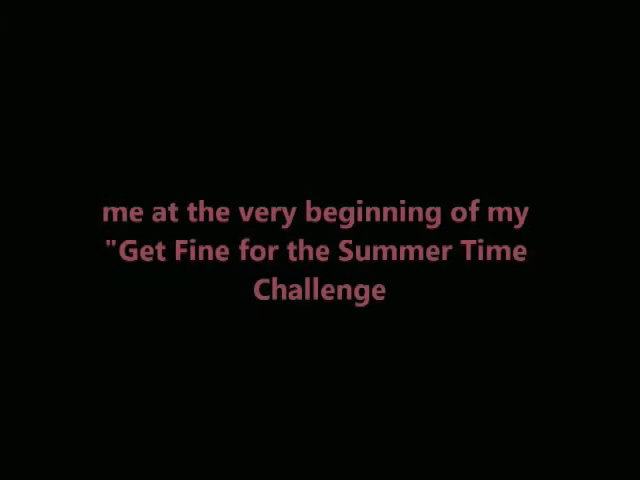 me at the very beginning of my
"Get Fine for the Summer Time
Challenge